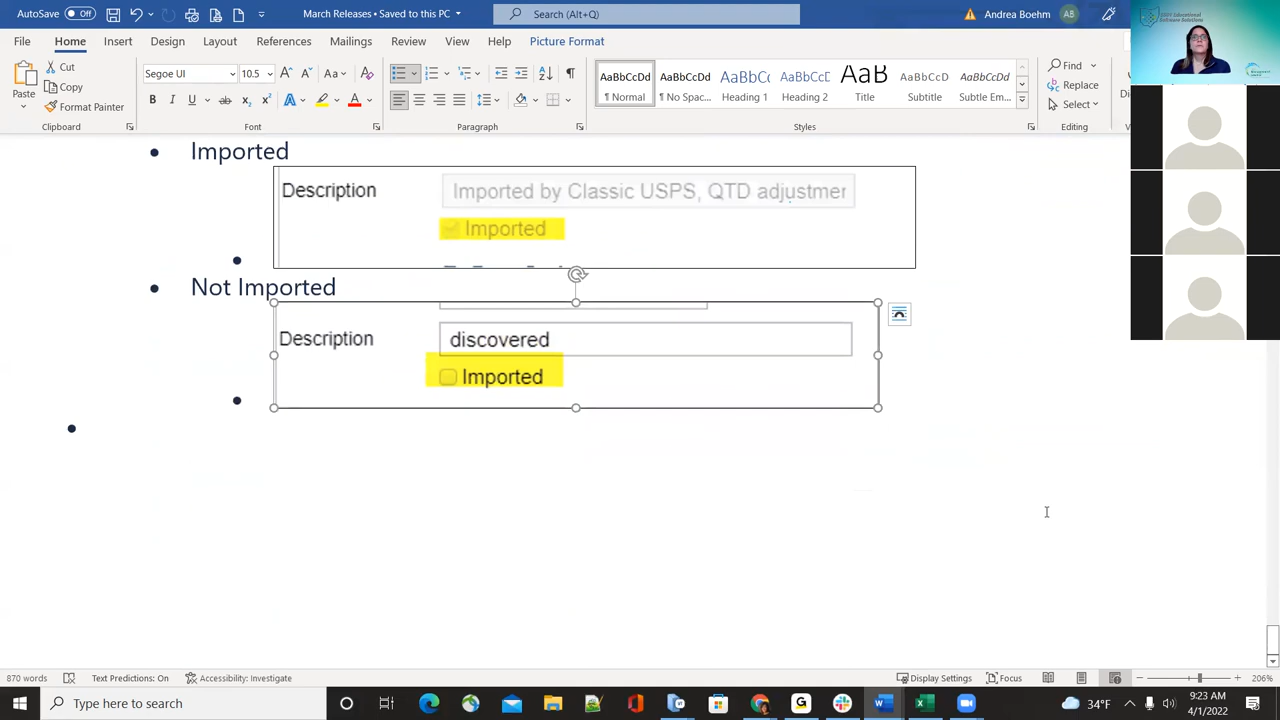 AutoSave Off March Releases • Saved to this PC Search (Alt+Q) Andrea Boehm AB
File Home Insert Design Layout References Mailings Review View Help Picture Format
Paste Cut Copy Format Painter
Clipboard
Segoe UI 10.5 Aa
B I U ab x2 x2 A A
Font
Paragraph
AaBbCcDd ¶ Normal
AaBbCcDd ¶ No Spac...
AaBbCc Heading 1
AaBbCcE Heading 2
AaB Title
AaBbCcD Subtitle
AaBbCcDd Subtle Em...
Styles
Find
Replace
Select
Editing
• Imported
Description Imported by Classic USPS, QTD adjustmer
Imported
• Not Imported
Description discovered
Imported
870 words Text Predictions: On Accessibility: Investigate Display Settings Focus 206%
Type here to search 34°F 9:23 AM
4/1/2022